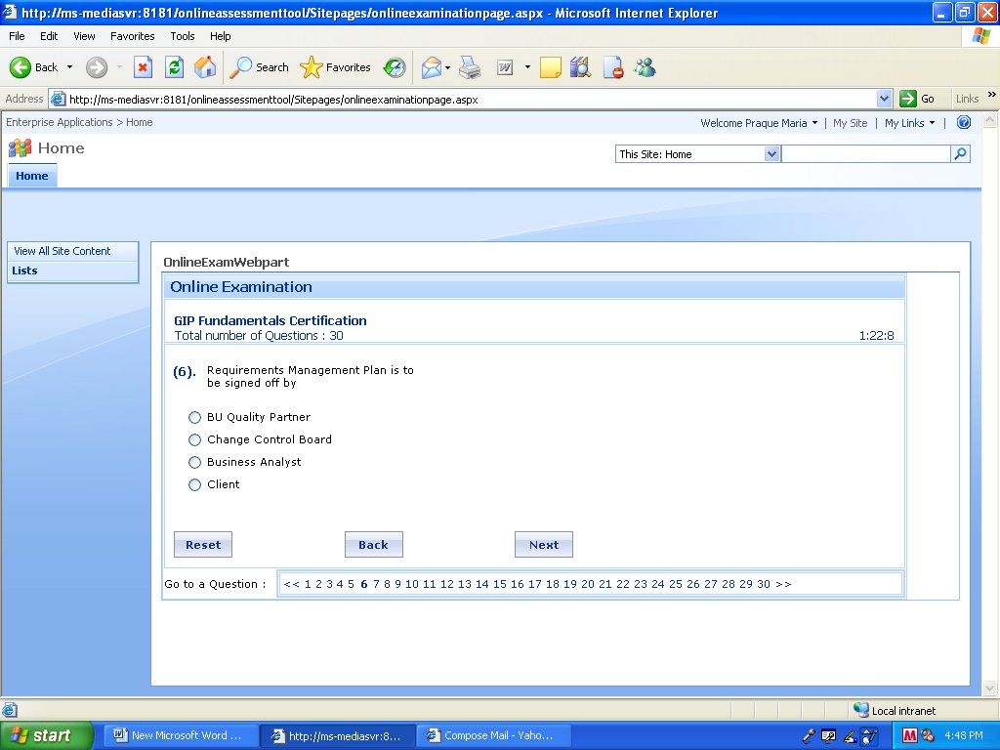 http://ms-mediasvr:8181/onlineassessmenttool/Sitepages/onlineexaminationpage.aspx - Microsoft Internet Explorer
File Edit View Favorites Tools Help
Back Search Favorites
Address http://ms-mediasvr:8181/onlineassessmenttool/Sitepages/onlineexaminationpage.aspx Go Links »
Enterprise Applications > Home Welcome Praque Maria | My Site | My Links |
Home
This Site: Home
Home
View All Site Content
Lists
OnlineExamWebpart
Online Examination
GIP Fundamentals Certification
Total number of Questions : 30 1:22:8
(6). Requirements Management Plan is to
be signed off by
BU Quality Partner
Change Control Board
Business Analyst
Client
Reset Back Next
Go to a Question : << 1 2 3 4 5 6 7 8 9 10 11 12 13 14 15 16 17 18 19 20 21 22 23 24 25 26 27 28 29 30 >>
Local intranet
start New Microsoft Word ... http://ms-mediasvr:8... Compose Mail - Yaho... 4:48 PM